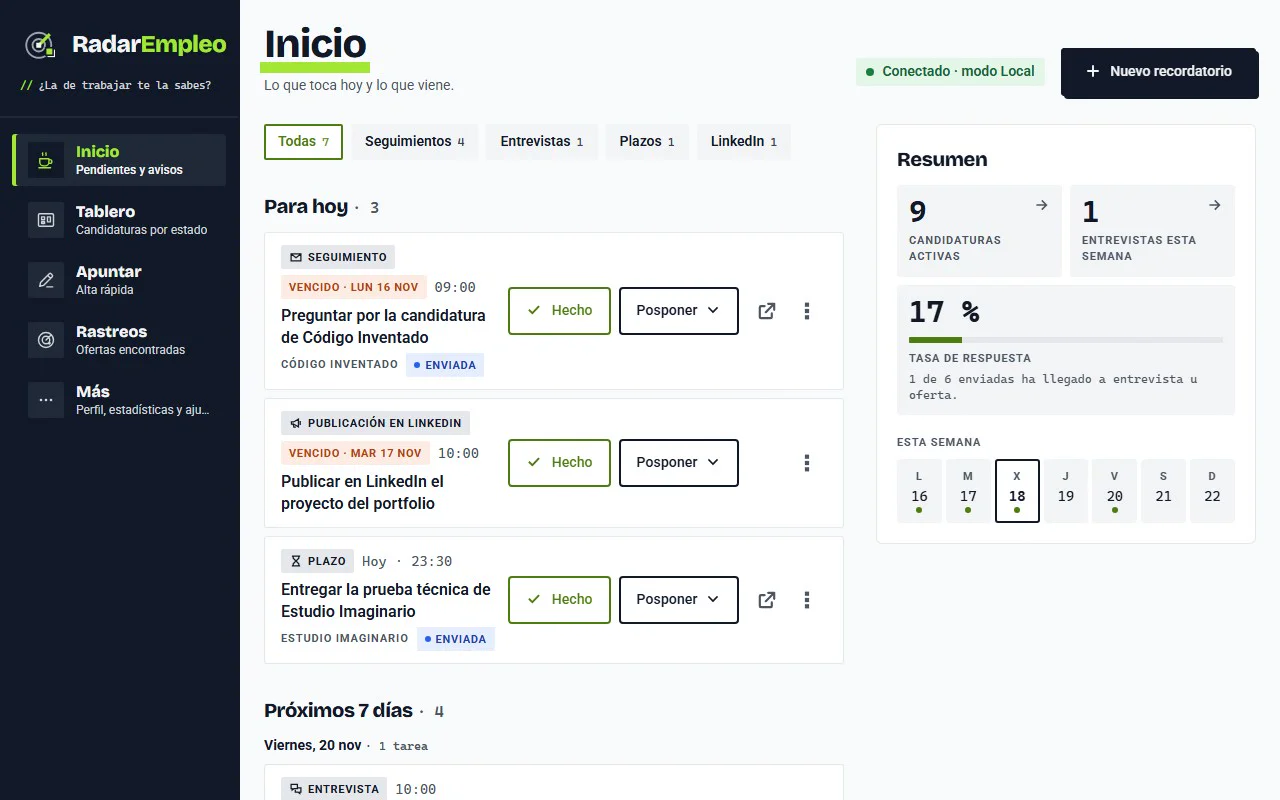 RadarEmpleo
// ¿La de trabajar te la sabes?
Inicio
Pendientes y avisos
Tablero
Candidaturas por estado
Apuntar
Alta rápida
Rastreos
Ofertas encontradas
Más
Perfil, estadísticas y aju…
Inicio
Lo que toca hoy y lo que viene.
Conectado · modo Local
Nuevo recordatorio
Todas 7
Seguimientos 4
Entrevistas 1
Plazos 1
LinkedIn 1
Para hoy · 3
SEGUIMIENTO
VENCIDO · LUN 16 NOV 09:00
Preguntar por la candidatura
de Código Inventado
CÓDIGO INVENTADO ENVIADA
Hecho
Posponer
PUBLICACIÓN EN LINKEDIN
VENCIDO · MAR 17 NOV 10:00
Publicar en LinkedIn el
proyecto del portfolio
Hecho
Posponer
PLAZO Hoy · 23:30
Entregar la prueba técnica de
Estudio Imaginario
ESTUDIO IMAGINARIO ENVIADA
Hecho
Posponer
Próximos 7 días · 4
Viernes, 20 nov · 1 tarea
ENTREVISTA 10:00
Resumen
9
CANDIDATURAS
ACTIVAS
1
ENTREVISTAS ESTA
SEMANA
17 %
TASA DE RESPUESTA
1 de 6 enviadas ha llegado a entrevista u
oferta.
ESTA SEMANA
L M X J V S D
16 17 18 19 20 21 22